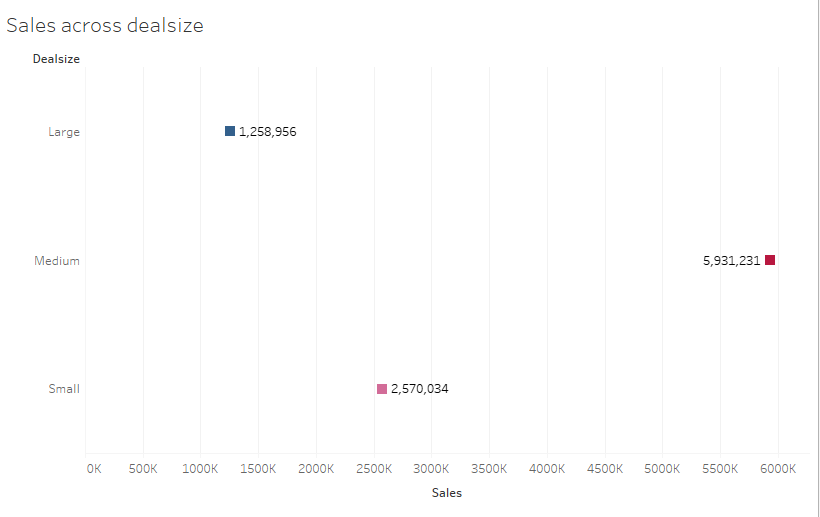 Sales across dealsize
Dealsize
Large
1,258,956
Medium
5,931,231
Small
2,570,034
0K 500K 1000K 1500K 2000K 2500K 3000K 3500K 4000K 4500K 5000K 5500K 6000K
Sales